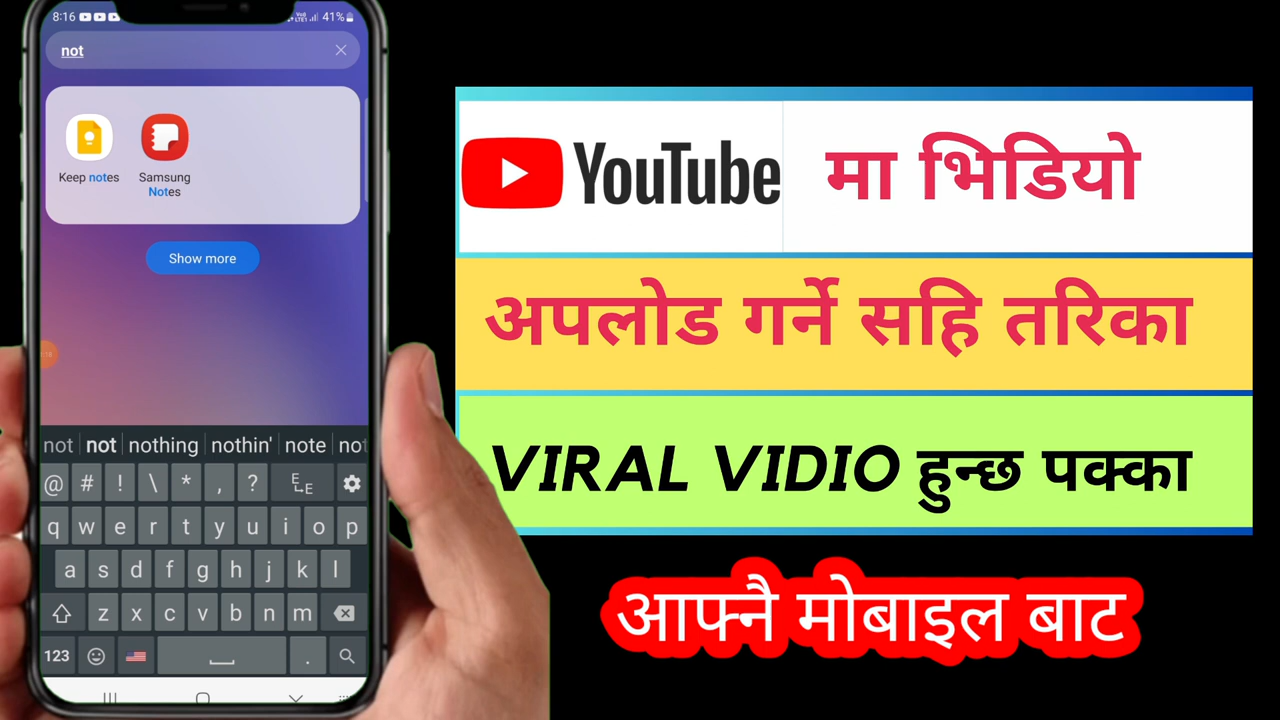 8:16
41%
not
Keep notes
Samsung
Notes
Show more
not not nothing nothin' note not
@ # ! \ * , ?
q w e r t y u i o p
a s d f g h j k l
z x c v b n m
123 .
YouTube मा भिडियो
अपलोड गर्ने सहि तरिका
VIRAL VIDIO हुन्छ पक्का
आफ्नै मोबाइल बाट